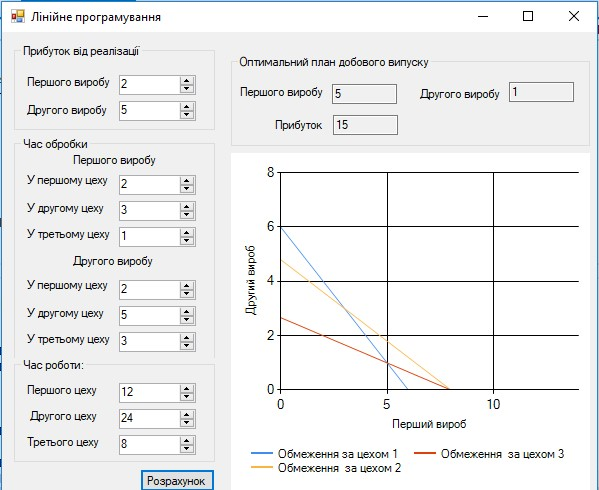 Лінійне програмування
Прибуток від реалізації
Першого виробу 2
Другого виробу 5
Час обробки
Першого виробу
У першому цеху 2
У другому цеху 3
У третьому цеху 1
Другого виробу
У першому цеху 2
У другому цеху 5
У третьому цеху 3
Час роботи:
Першого цеху 12
Другого цеху 24
Третього цеху 8
Розрахунок
Оптимальний план добового випуску
Першого виробу 5 Другого виробу 1
Прибуток 15
8
6
4
2
0
0 5 10
Другий вироб
Перший вироб
Обмеження за цехом 1 Обмеження за цехом 3
Обмеження за цехом 2